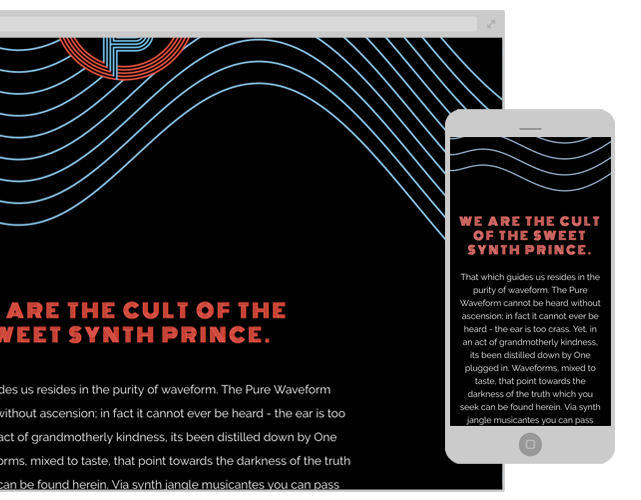 P
ARE THE CULT OF THE
WEET SYNTH PRINCE.
des us resides in the purity of waveform. The Pure Waveform
without ascension; in fact it cannot ever be heard - the ear is too
act of grandmotherly kindness, its been distilled down by One
orms, mixed to taste, that point towards the darkness of the truth
can be found herein. Via synth jangle musicantes you can pass
WE ARE THE CULT
OF THE SWEET
SYNTH PRINCE.
That which guides us resides in the
purity of waveform. The Pure
Waveform cannot be heard without
ascension; in fact it cannot ever be
heard - the ear is too crass. Yet, in
an act of grandmotherly kindness,
its been distilled down by One
plugged in. Waveforms, mixed to
taste, that point towards the
darkness of the truth which you
seek can be found herein. Via synth
jangle musicantes you can pass